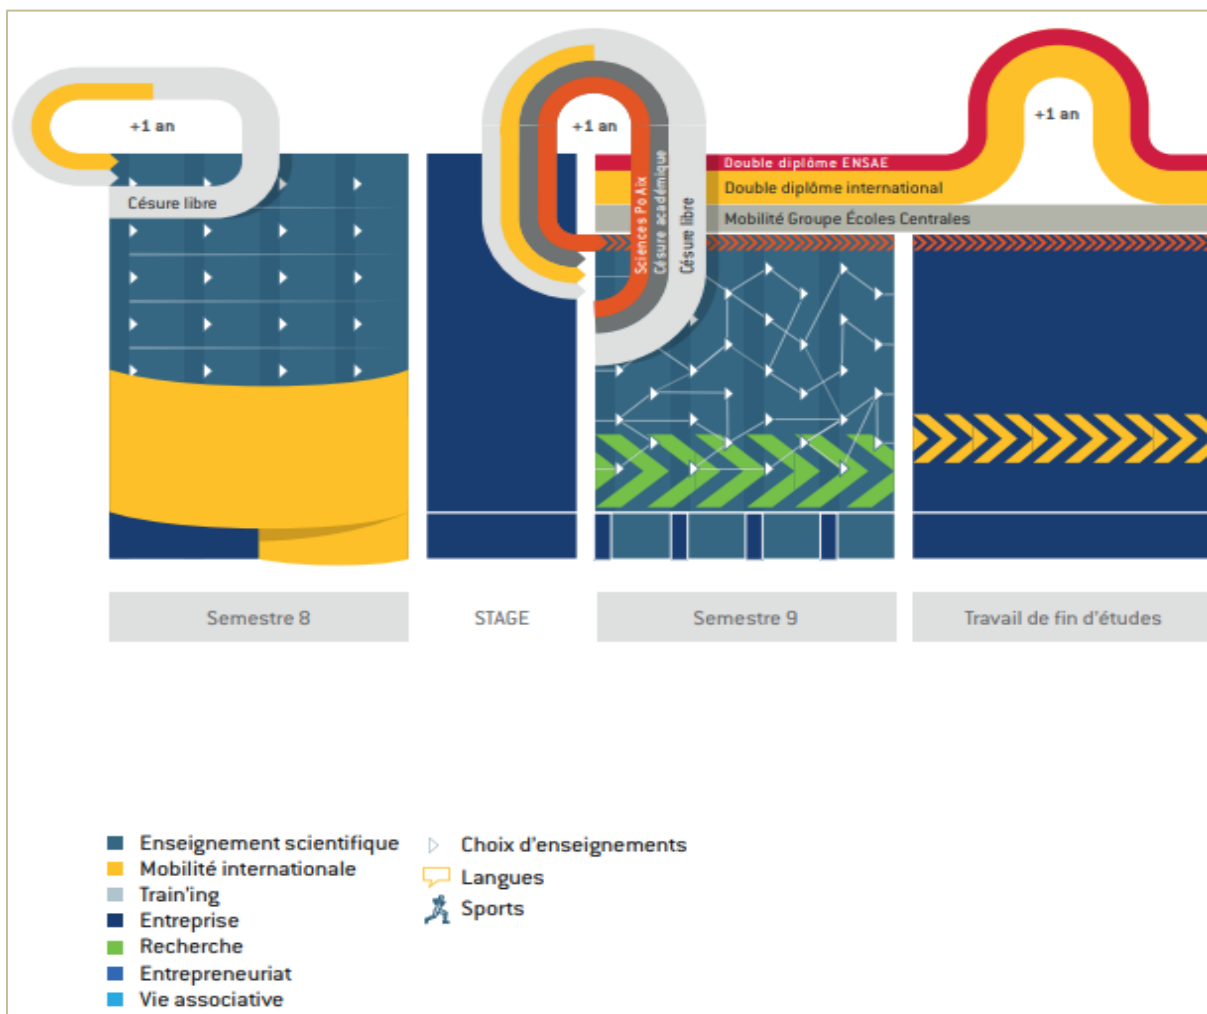 +1 an
Césure libre
+1 an
Sciences Po Aix
Césure académique
Césure libre
+1 an
Double diplôme ENSAE
Double diplôme international
Mobilité Groupe Écoles Centrales
Semestre 8
STAGE
Semestre 9
Travail de fin d'études
Enseignement scientifique
Mobilité internationale
Train'ing
Entreprise
Recherche
Entrepreneuriat
Vie associative
Choix d'enseignements
Langues
Sports